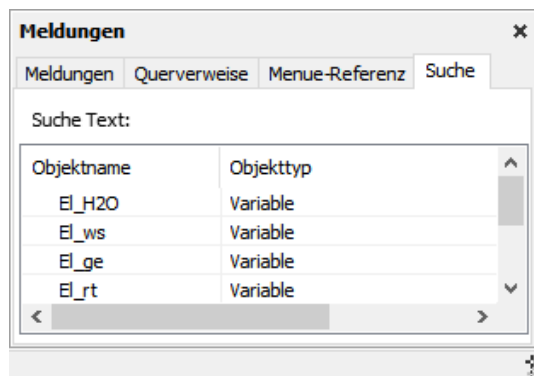 Meldungen
Meldungen Querverweise Menue-Referenz Suche
Suche Text:
Objektname Objekttyp
El_H2O Variable
El_ws Variable
El_ge Variable
El_rt Variable